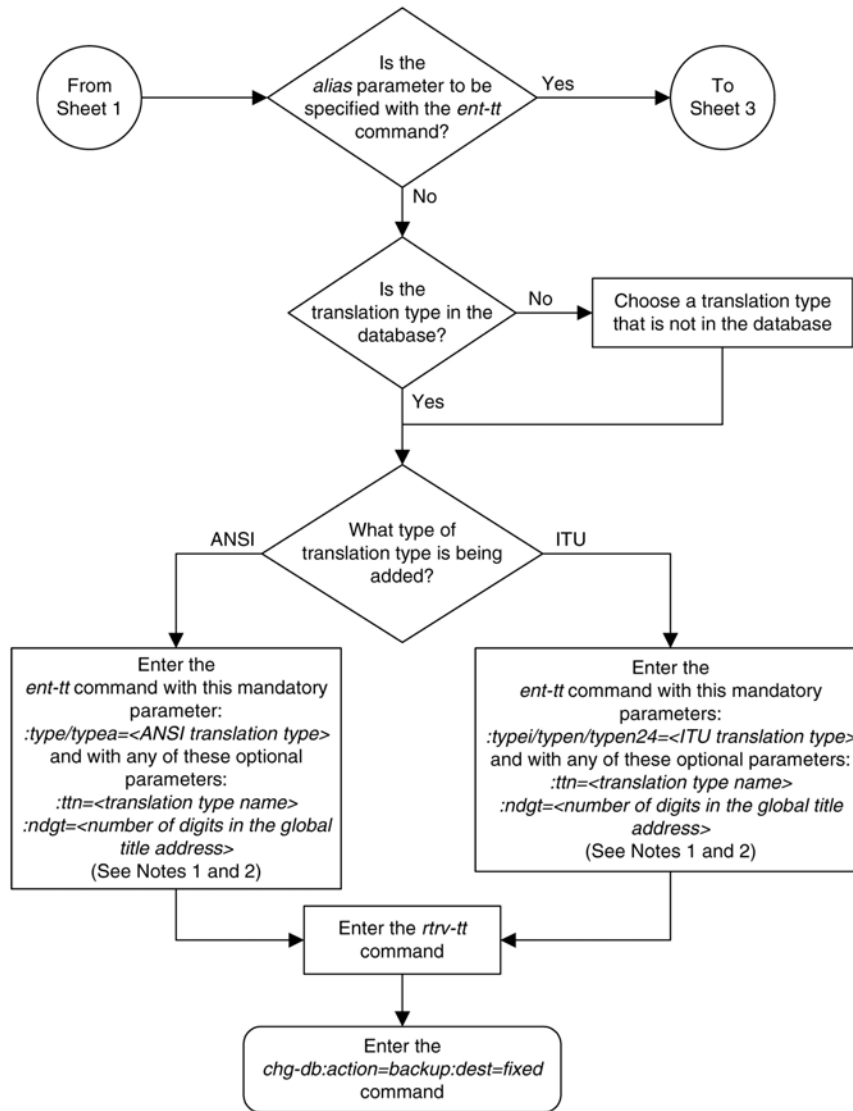 From
Sheet 1
Is the
alias parameter to be
specified with the ent-tt
command?
Yes
To
Sheet 3
No
Is the
translation type in the
database?
No
Choose a translation type
that is not in the database
Yes
What type of
translation type is being
added?
ANSI
ITU
Enter the
ent-tt command with this mandatory
parameter:
:type/typea=<ANSI translation type>
and with any of these optional
parameters:
:ttn=<translation type name>
:ndgt=<number of digits in the global
title address>
(See Notes 1 and 2)
Enter the
ent-tt command with this mandatory
parameters:
:typei/typen/typen24=<ITU translation type>
and with any of these optional parameters:
:ttn=<translation type name>
:ndgt=<number of digits in the global title
address>
(See Notes 1 and 2)
Enter the rtrv-tt
command
Enter the
chg-db:action=backup:dest=fixed
command